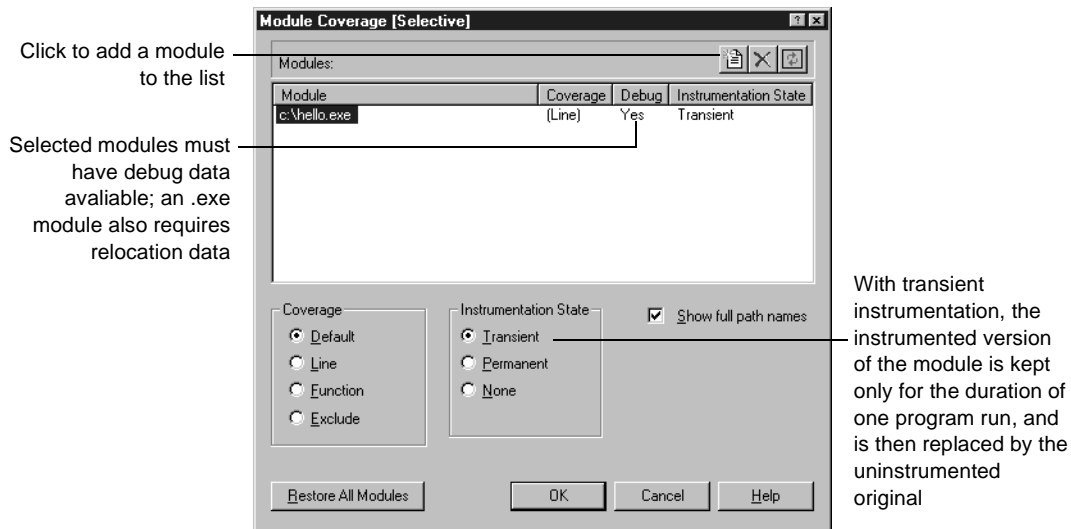 Module Coverage [Selective]
Click to add a module
to the list
Modules:
Module Coverage Debug Instrumentation State
c:\hello.exe (Line) Yes Transient
Selected modules must
have debug data
avaliable; an .exe
module also requires
relocation data
Coverage
Default
Line
Function
Exclude
Instrumentation State
Transient
Permanent
None
Show full path names
With transient
instrumentation, the
instrumented version
of the module is kept
only for the duration of
one program run, and
is then replaced by the
uninstrumented
original
Restore All Modules
OK
Cancel
Help